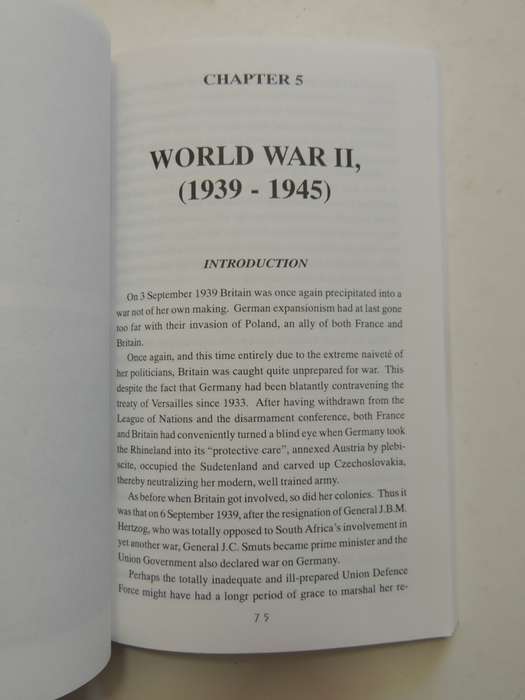 CHAPTER 5
WORLD WAR II,
(1939 - 1945)
INTRODUCTION
On 3 September 1939 Britain was once again precipitated into a
war not of her own making. German expansionism had at last gone
too far with their invasion of Poland, an ally of both France and
Britain.
Once again, and this time entirely due to the extreme naiveté of
her politicians, Britain was caught quite unprepared for war. This
despite the fact that Germany had been blatantly contravening the
treaty of Versailles since 1933. After having withdrawn from the
League of Nations and the disarmament conference, both France
and Britain had conveniently turned a blind eye when Germany took
the Rhineland into its "protective care", annexed Austria by plebi-
scite, occupied the Sudetenland and carved up Czechoslovakia,
thereby neutralizing her modern, well trained army.
As before when Britain got involved, so did her colonies. Thus it
was that on 6 September 1939, after the resignation of General J.B.M.
Hertzog, who was totally opposed to South Africa's involvement in
yet another war, General J.C. Smuts became prime minister and the
Union Government also declared war on Germany.
Perhaps the totally inadequate and ill-prepared Union Defence
Force might have had a longr period of grace to marshal her re-
75